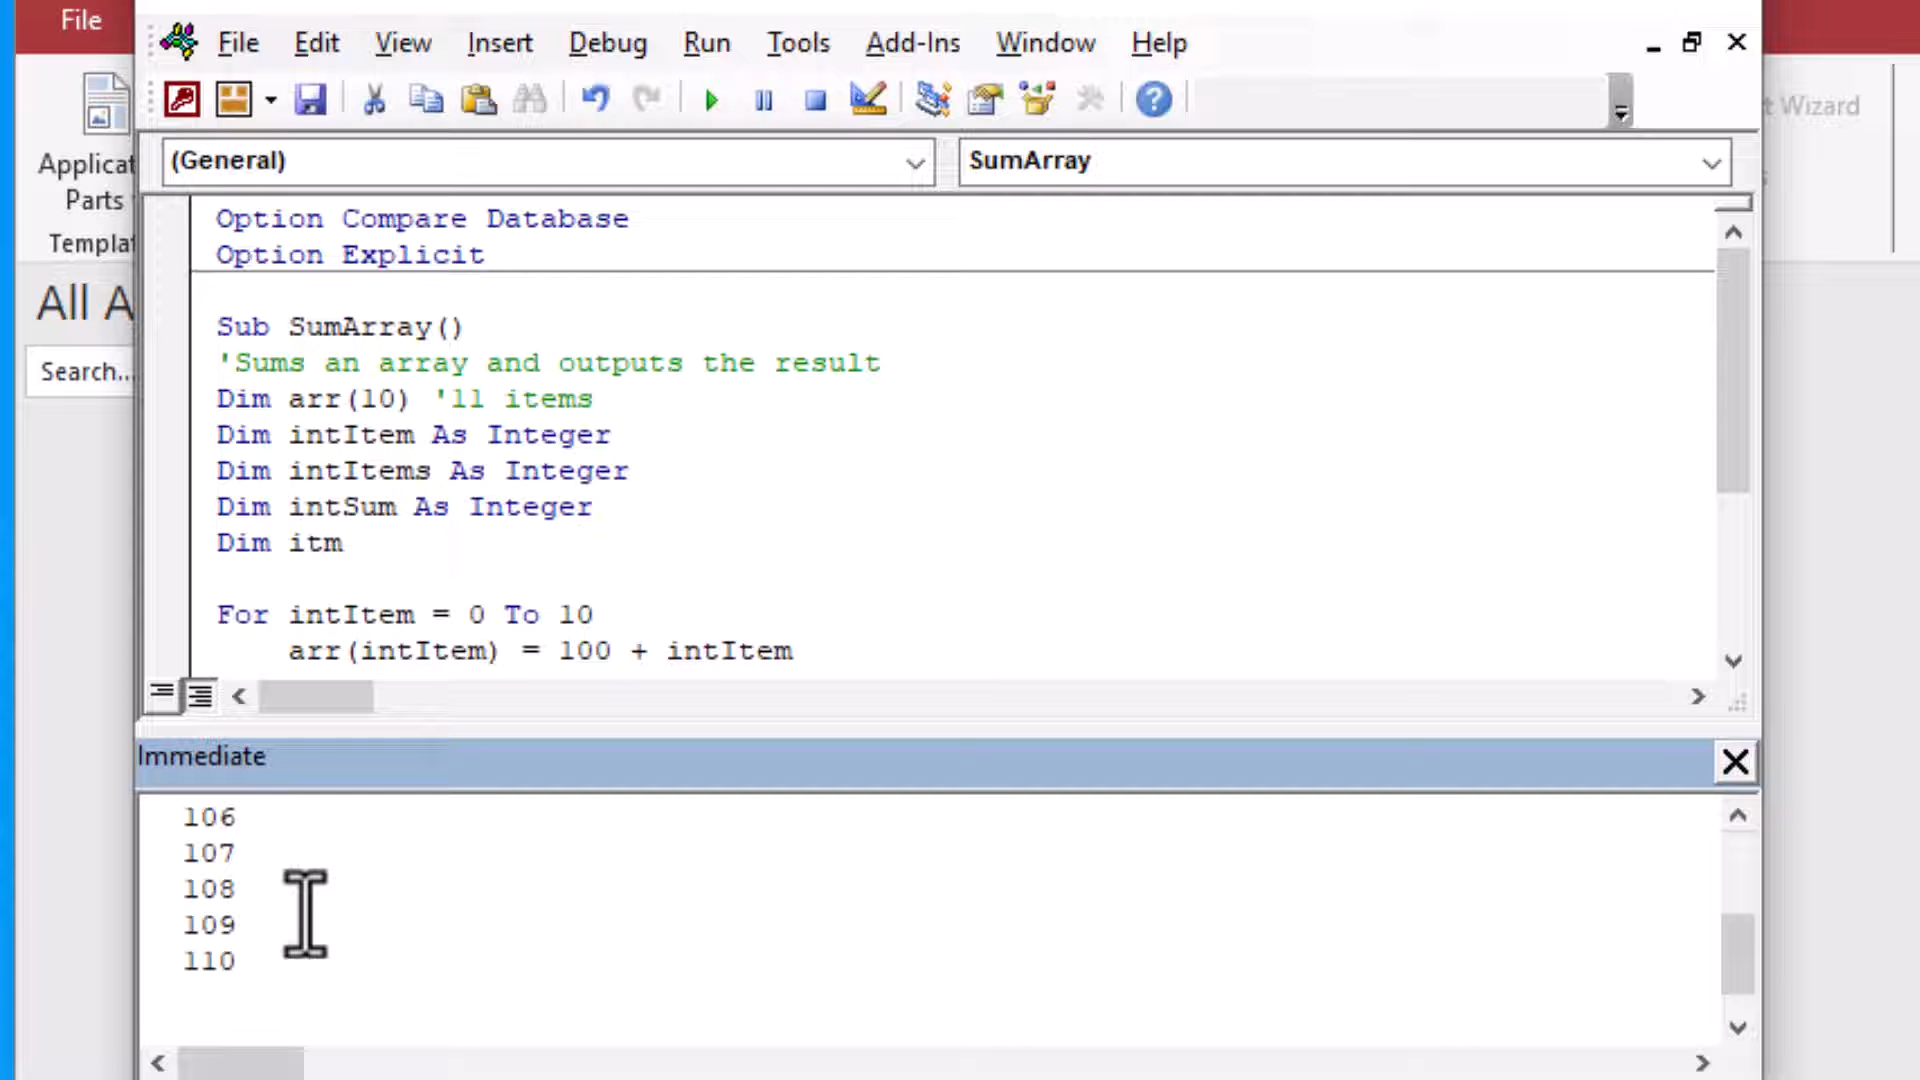 File
File Edit View Insert Debug Run Tools Add-Ins Window Help
t Wizard
Applicat
Parts
Templat
(General)
SumArray
All A
Search...
Option Compare Database
Option Explicit
Sub SumArray()
'Sums an array and outputs the result
Dim arr(10) '11 items
Dim intItem As Integer
Dim intItems As Integer
Dim intSum As Integer
Dim itm
For intItem = 0 To 10
arr(intItem) = 100 + intItem
Immediate
106
107
108
109
110